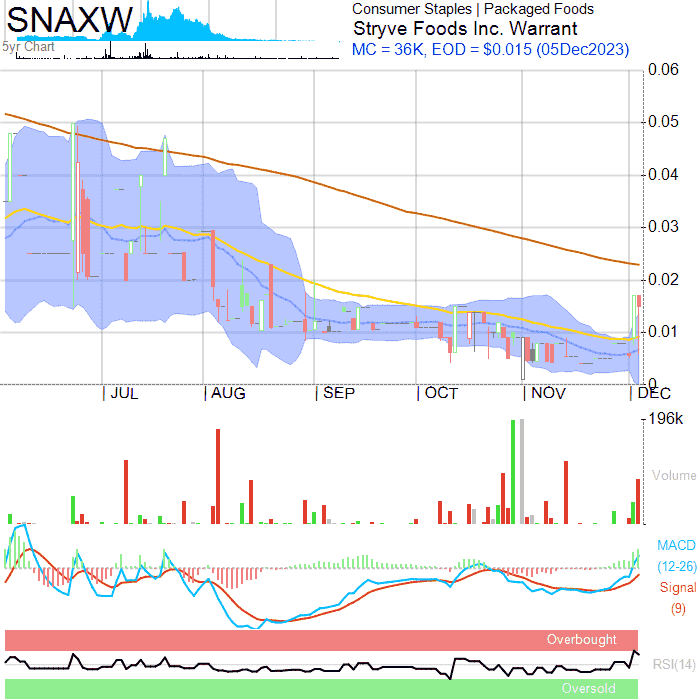 SNAXW
5yr Chart
Consumer Staples | Packaged Foods
Stryve Foods Inc. Warrant
MC = 36K, EOD = $0.015 (05Dec2023)
0.06
0.05
0.04
0.03
0.02
0.01
0
JUL AUG SEP OCT NOV DEC
196k
Volume
MACD
(12-26)
Signal
(9)
Overbought
RSI(14)
Oversold